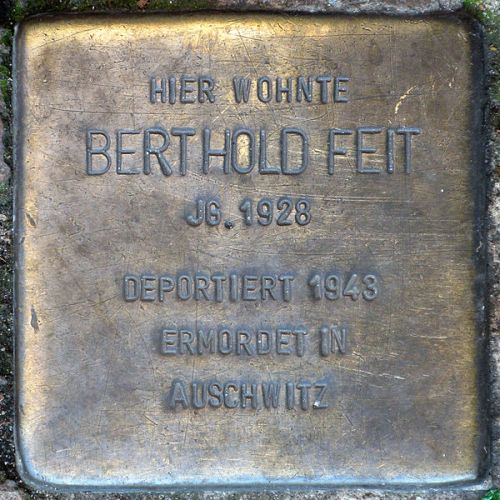 HIER WOHNTE
BERTHOLD FEIT
JG. 1928
DEPORTIERT 1943
ERMORDET IN
AUSCHWITZ